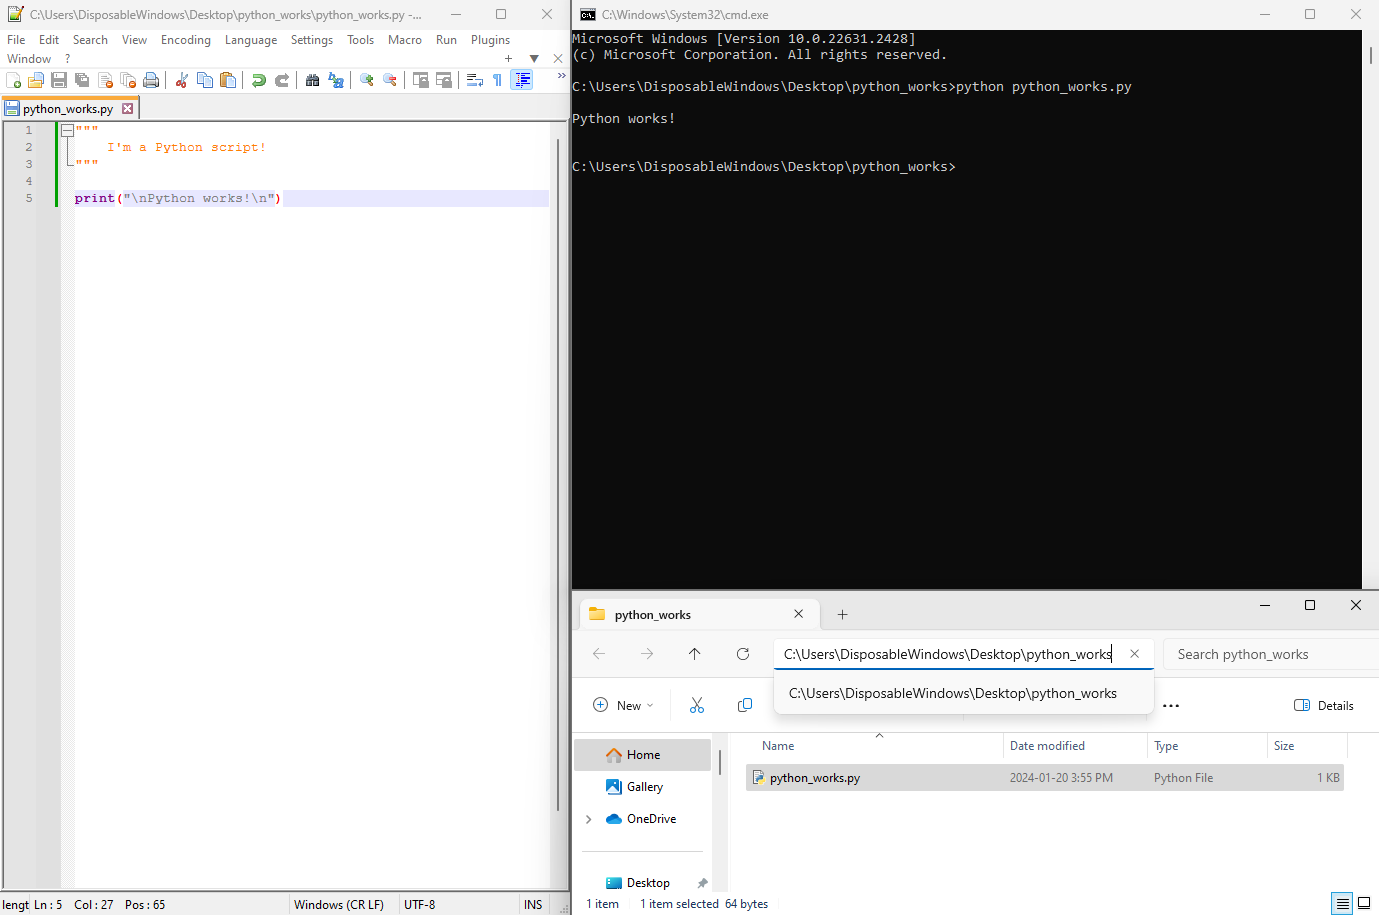 C:\Users\DisposableWindows\Desktop\python_works\python_works.py -...
File Edit Search View Encoding Language Settings Tools Macro Run Plugins
Window ? + ▼ ✕
»
python_works.py
1 """
2 I'm a Python script!
3 """
4
5 print("\nPython works!\n")
lengt Ln : 5 Col : 27 Pos : 65 Windows (CR LF) UTF-8 INS
C:\Windows\System32\cmd.exe
Microsoft Windows [Version 10.0.22631.2428]
(c) Microsoft Corporation. All rights reserved.
C:\Users\DisposableWindows\Desktop\python_works>python python_works.py
Python works!
C:\Users\DisposableWindows\Desktop\python_works>
python_works
C:\Users\DisposableWindows\Desktop\python_works
Search python_works
C:\Users\DisposableWindows\Desktop\python_works
New
Details
Home
Gallery
OneDrive
Desktop
Name Date modified Type Size
python_works.py 2024-01-20 3:55 PM Python File 1 KB
1 item 1 item selected 64 bytes